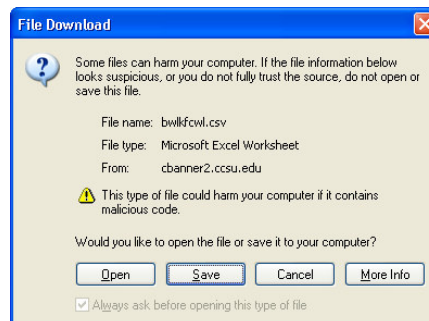 File Download
Some files can harm your computer. If the file information below
looks suspicious, or you do not fully trust the source, do not open or
save this file.
File name: bwlkfcwl.csv
File type: Microsoft Excel Worksheet
From: cbanner2.ccsu.edu
This type of file could harm your computer if it contains
malicious code.
Would you like to open the file or save it to your computer?
Open Save Cancel More Info
Always ask before opening this type of file